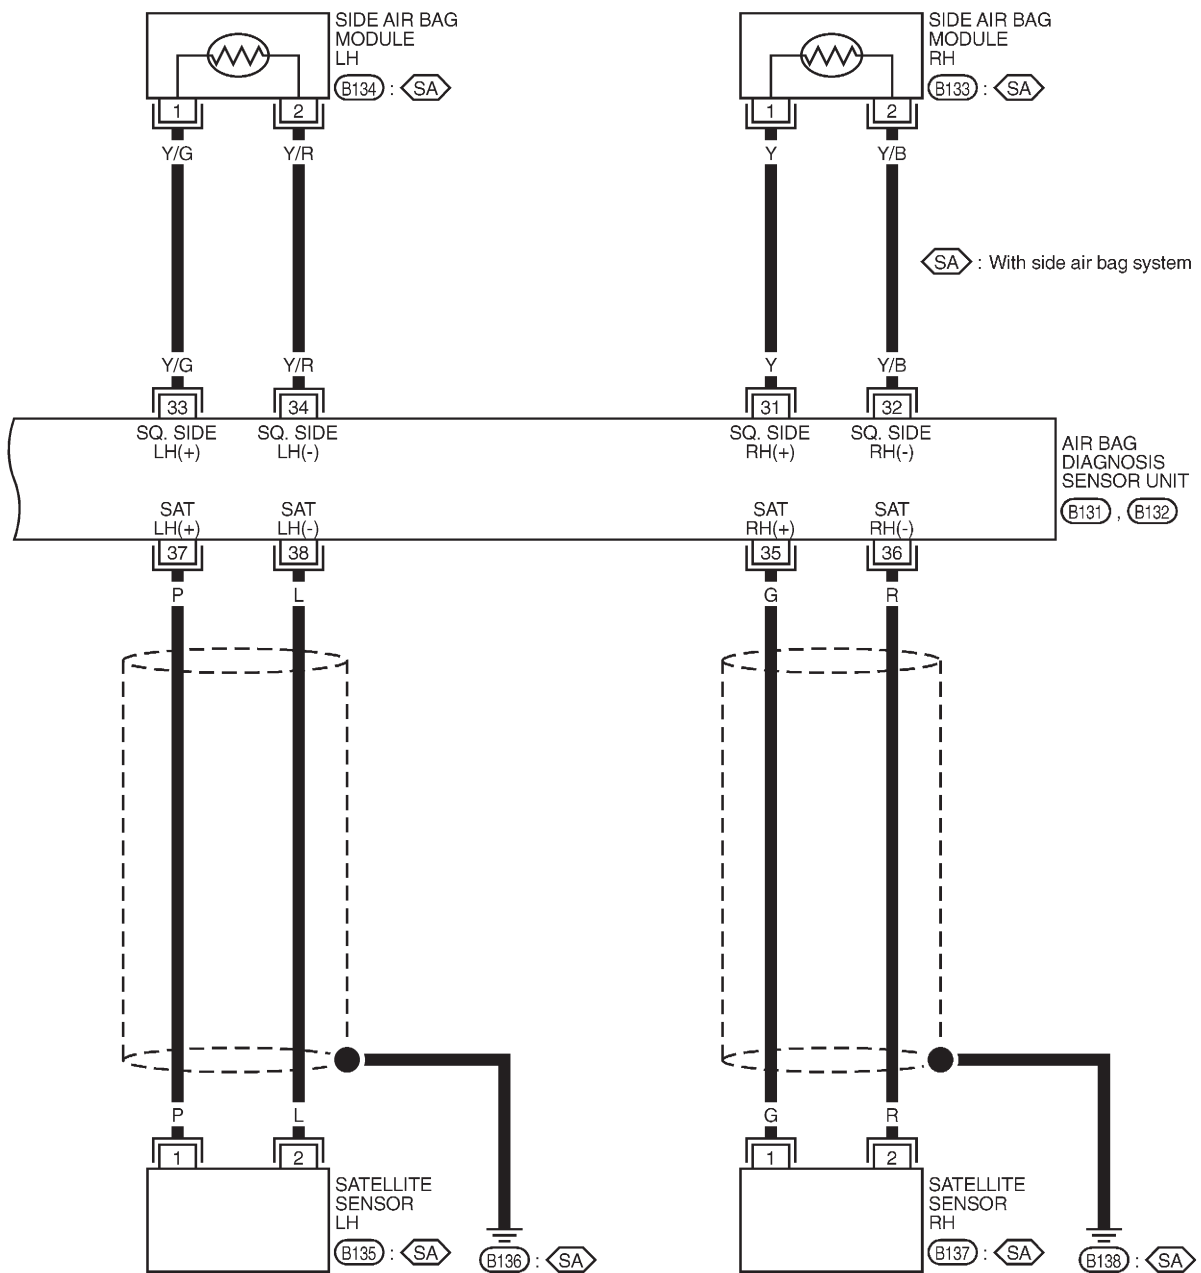 SIDE AIR BAG
MODULE
LH
B134 : SA
SIDE AIR BAG
MODULE
RH
B133 : SA
1
2
1
2
Y/G
Y/R
Y
Y/B
SA : With side air bag system
Y/G
Y/R
Y
Y/B
33
34
31
32
SQ. SIDE
LH(+)
SQ. SIDE
LH(-)
SQ. SIDE
RH(+)
SQ. SIDE
RH(-)
AIR BAG
DIAGNOSIS
SENSOR UNIT
B131 , B132
SAT
LH(+)
SAT
LH(-)
SAT
RH(+)
SAT
RH(-)
37
38
35
36
P
L
G
R
P
L
G
R
1
2
1
2
SATELLITE
SENSOR
LH
B135 : SA
B136 : SA
SATELLITE
SENSOR
RH
B137 : SA
B138 : SA